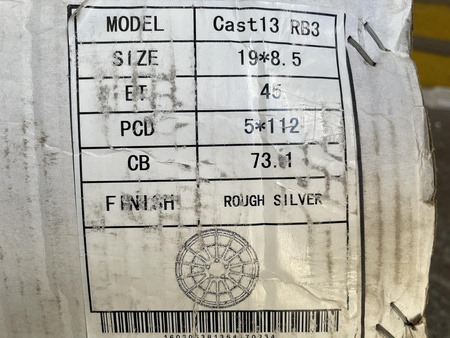 MODEL Cast13 RB3
SIZE 19*8.5
ET 45
PCD 5*112
CB 73.1
FINISH ROUGH SILVER